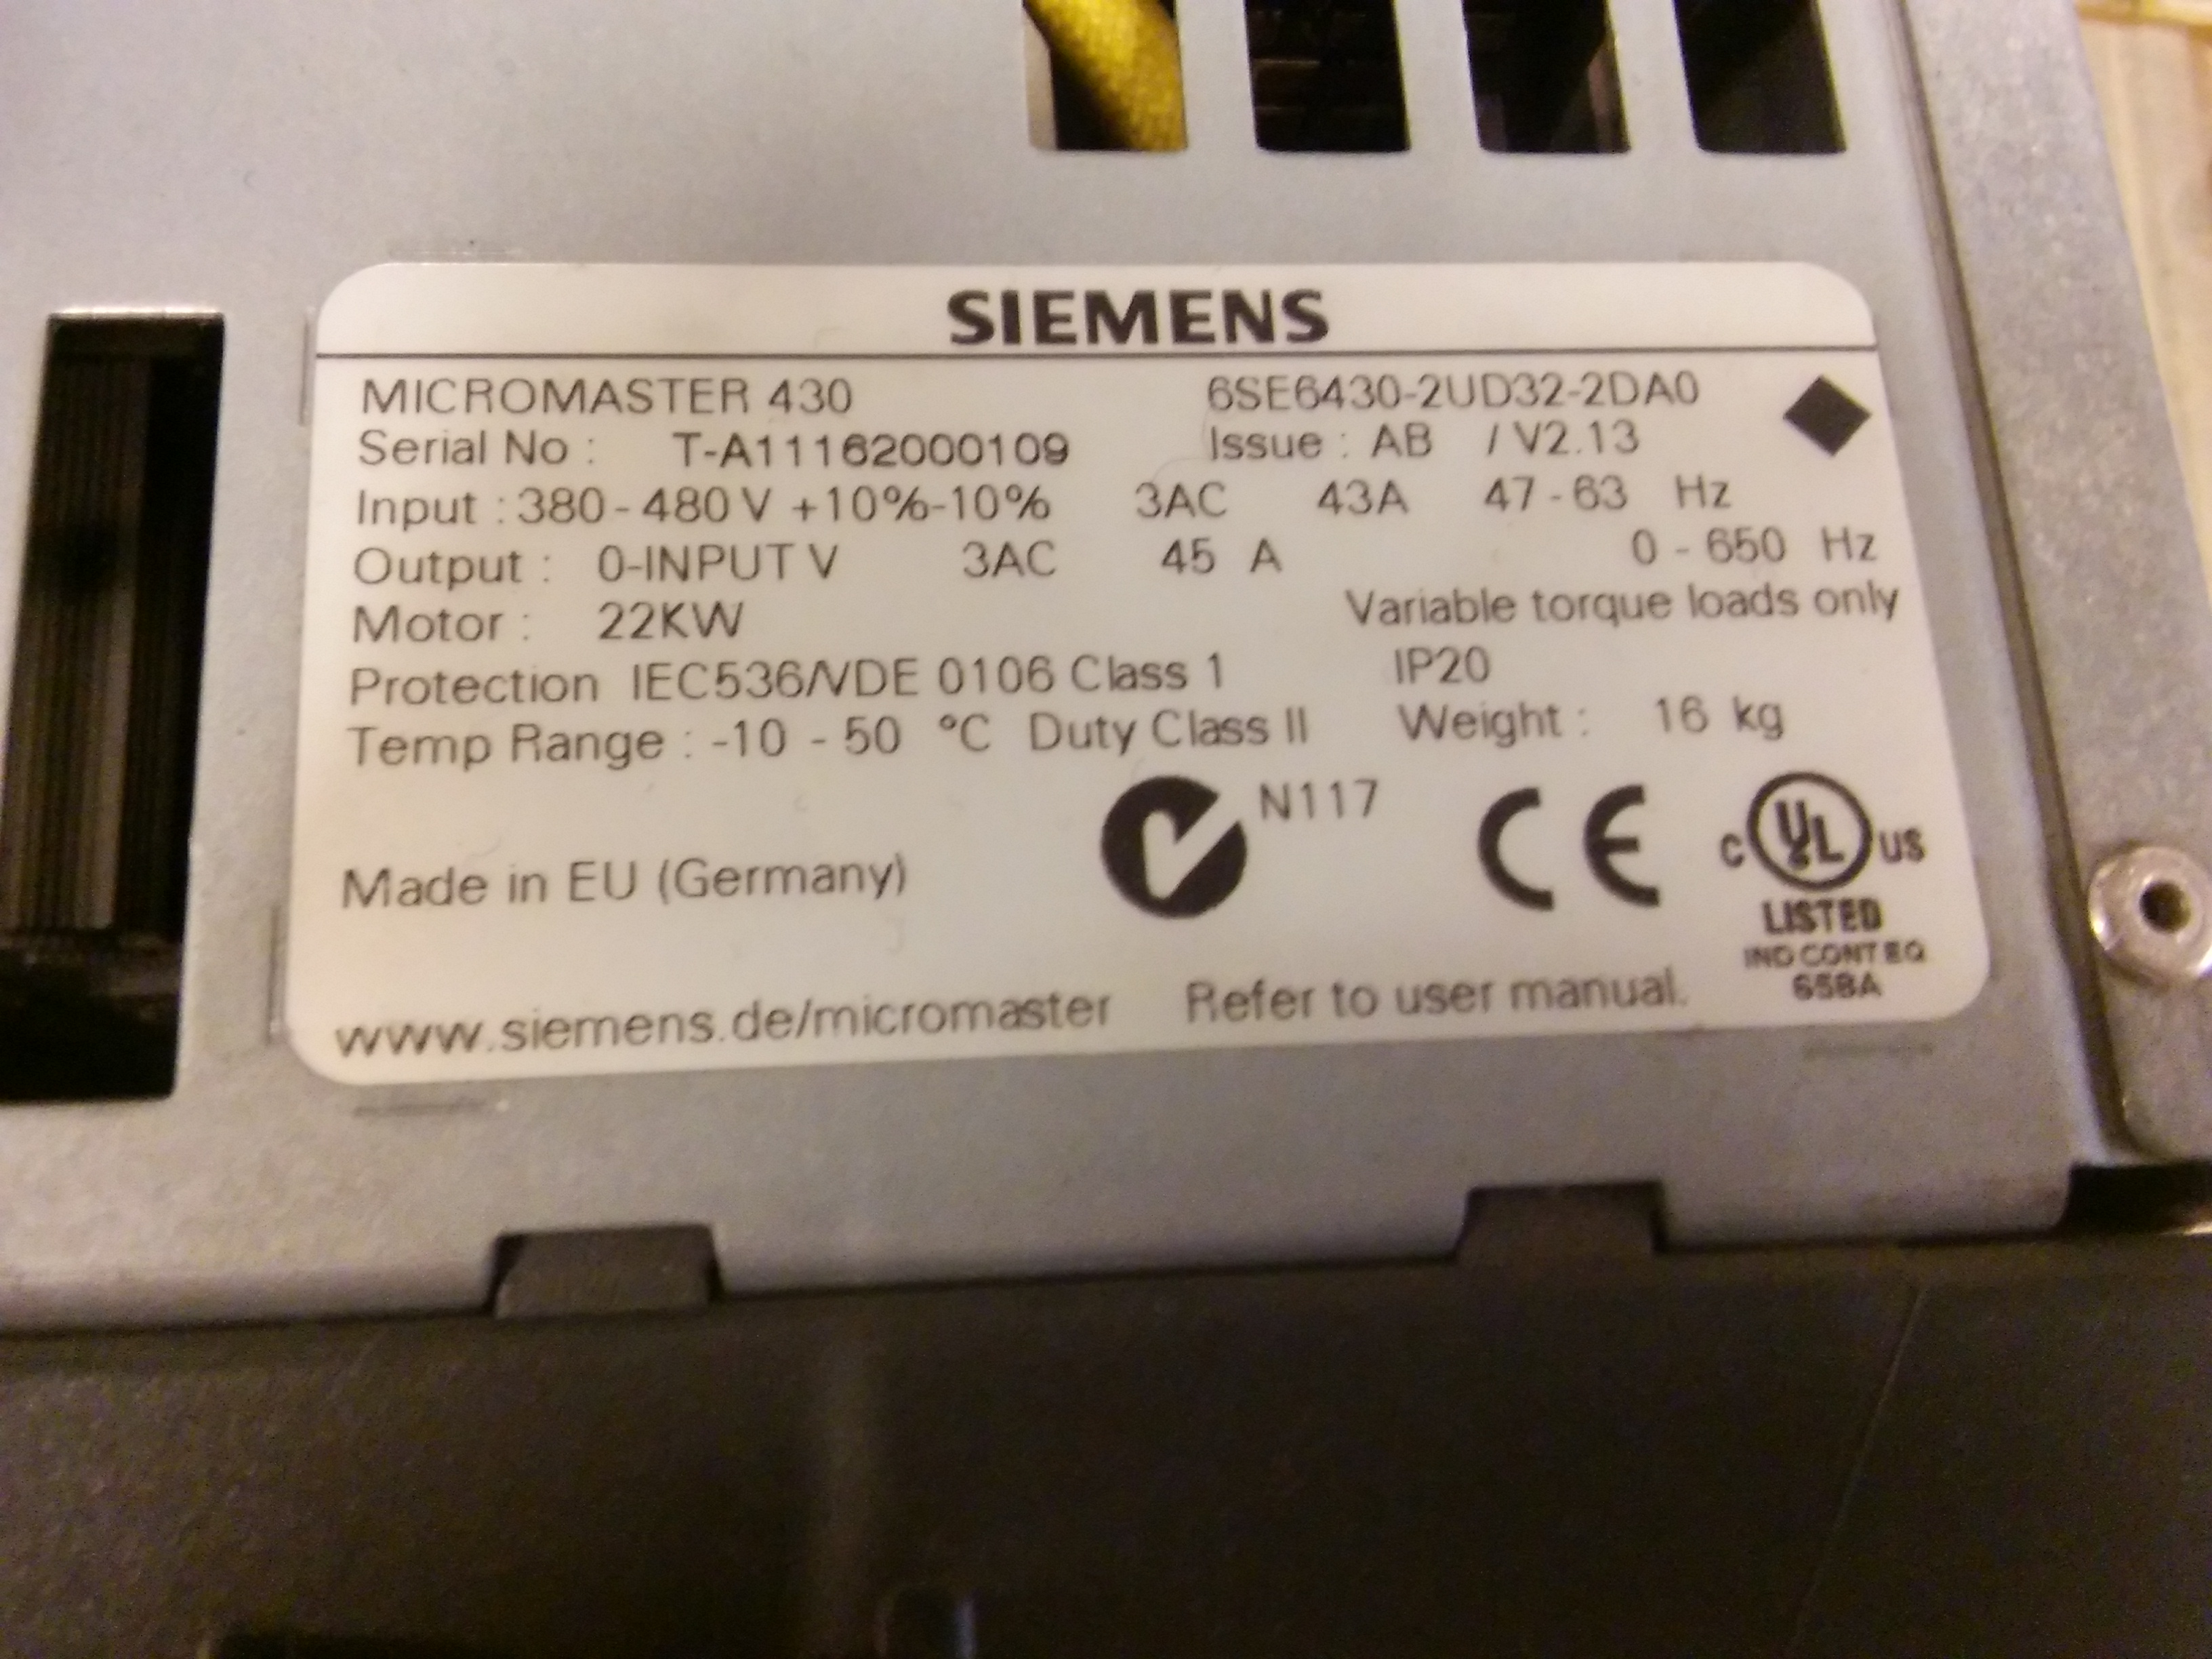 SIEMENS
MICROMASTER 430 6SE6430-2UD32-2DA0
Serial No : T-A11162000109 Issue : AB / V2.13
Input : 380 - 480 V +10%-10% 3AC 43A 47 - 63 Hz
Output : 0-INPUT V 3AC 45 A 0 - 650 Hz
Motor : 22KW Variable torque loads only
Protection IEC536/VDE 0106 Class 1 IP20
Temp Range : -10 - 50 °C Duty Class II Weight : 16 kg
N117 CE C UL US
LISTED
IND CONT EQ
658A
Made in EU (Germany)
www.siemens.de/micromaster Refer to user manual.